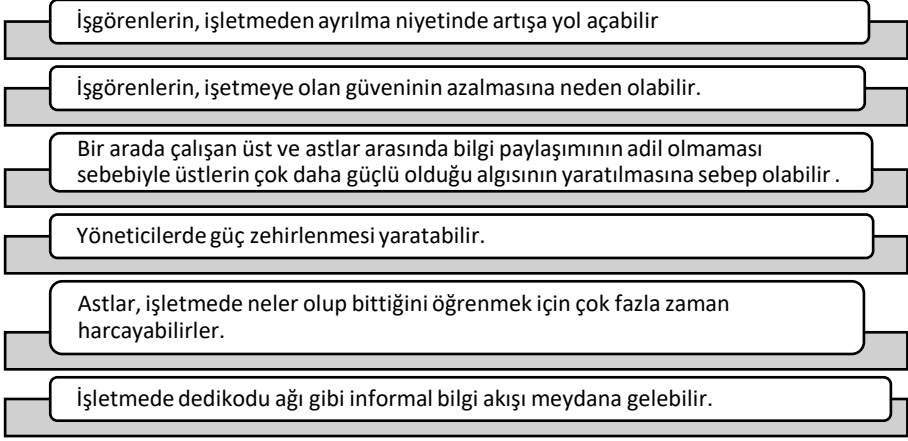 İşgörenlerin, işletmeden ayrılma niyetinde artışa yol açabilir
İşgörenlerin, işetmeye olan güveninin azalmasına neden olabilir.
Bir arada çalışan üst ve astlar arasında bilgi paylaşımının adil olmaması
sebebiyle üstlerin çok daha güçlü olduğu algısının yaratılmasına sebep olabilir .
Yöneticilerde güç zehirlenmesi yaratabilir.
Astlar, işletmede neler olup bittiğini öğrenmek için çok fazla zaman
harcayabilirler.
İşletmede dedikodu ağı gibi informal bilgi akışı meydana gelebilir.